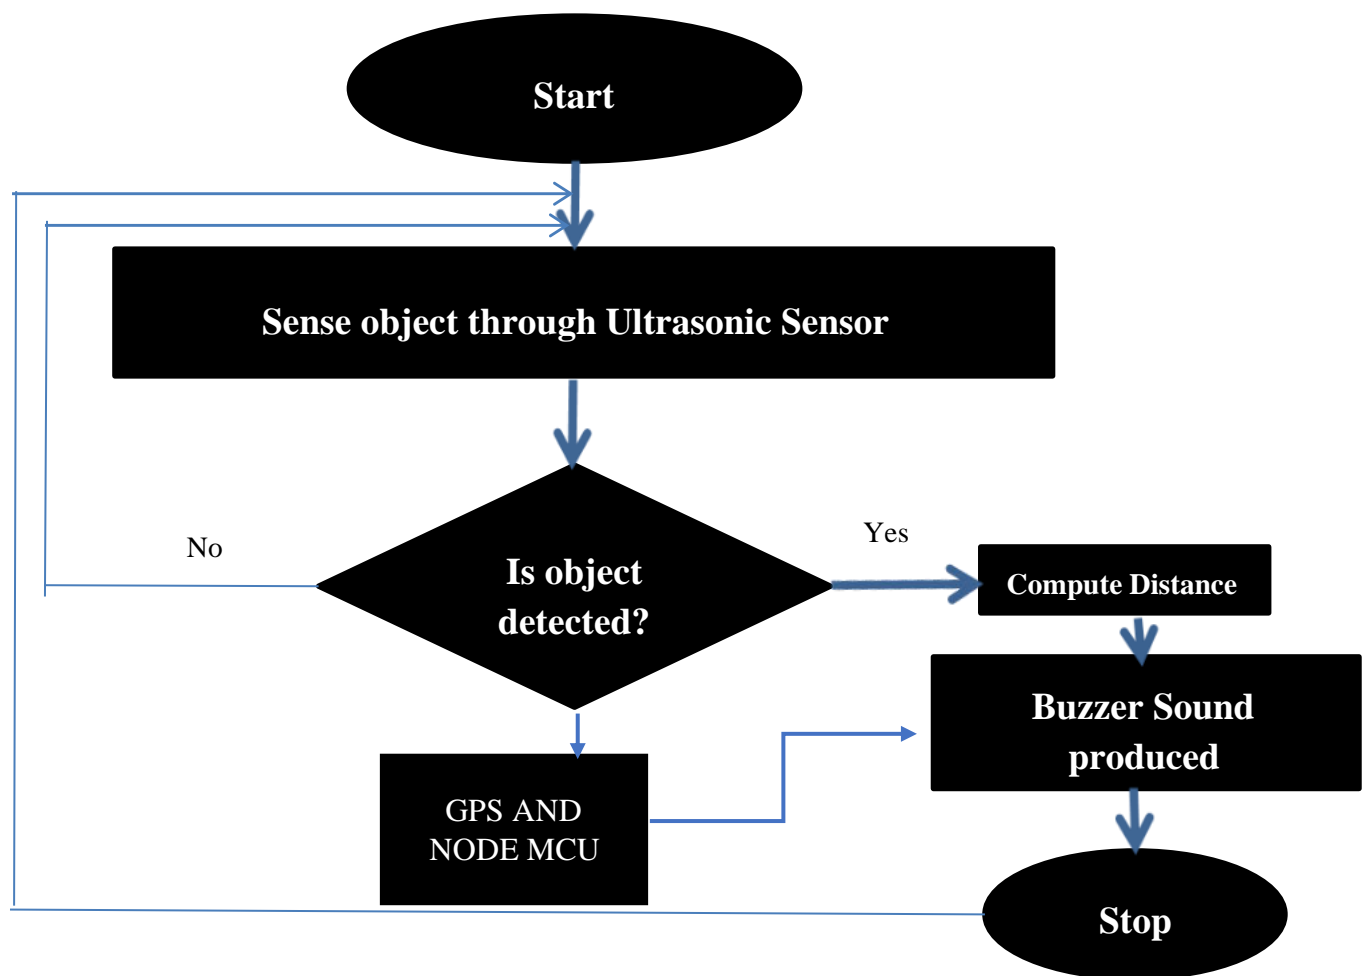 Start
Sense object through Ultrasonic Sensor
No
Yes
Is object
detected?
Compute Distance
Buzzer Sound
produced
GPS AND
NODE MCU
Stop